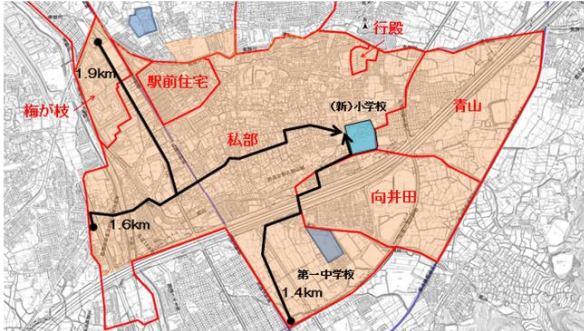 行殿
1.9km
駅前住宅
梅が枝
(新)小学校
青山
私部
向井田
1.6km
第一中学校
1.4km